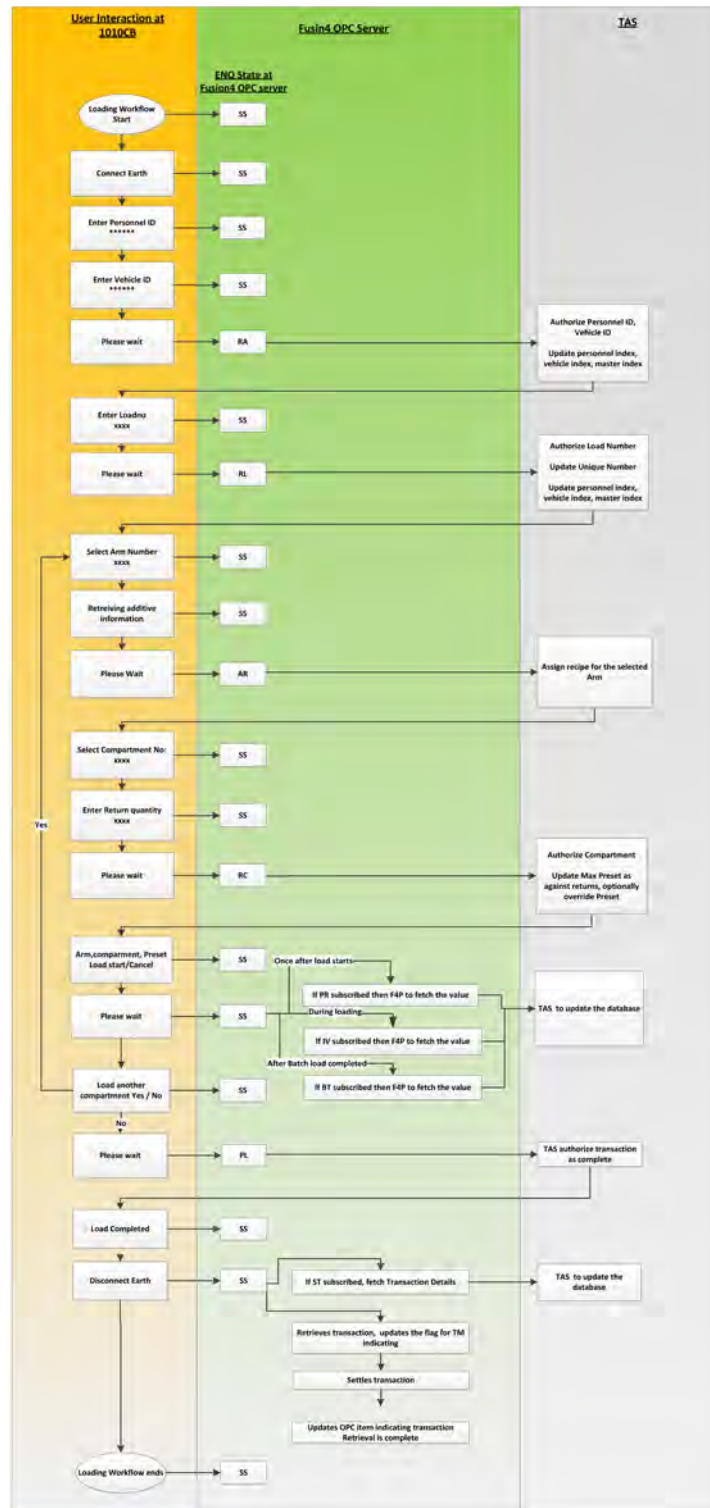 User Interaction at
1010CB
Fusin4 OPC Server
TAS
ENQ State at
Fusion4 OPC server
Loading Workflow
Start
SS
Connect Earth
SS
Enter Personnel ID
******
SS
Enter Vehicle ID
******
SS
Please wait
RA
Authorize Personnel ID,
Vehicle ID
Update personnel index,
vehicle index, master index
Enter Loadno
xxxx
SS
Please wait
RL
Authorize Load Number
Update Unique Number
Update personnel index,
vehicle index, master index
Select Arm Number
xxxx
SS
Retreiving additive
information
SS
Please Wait
AR
Assign recipe for the selected
Arm
Select Compartment No:
xxxx
SS
Enter Return quantity
xxxx
SS
Yes
Please wait
RC
Authorize Compartment
Update Max Preset as
against returns, optionally
override Preset
Arm,comparment, Preset
Load start/Cancel
SS
Once after load starts
If PR subscribed then F4P to fetch the value
Please wait
SS
During loading
If IV subscribed then F4P to fetch the value
TAS to update the database
After Batch load completed
If BT subscribed then F4P to fetch the value
Load another
compartment Yes / No
SS
No
Please wait
PL
TAS authorize transaction
as complete
Load Completed
SS
Disconnect Earth
SS
If ST subscribed, fetch Transaction Details
TAS to update the
database
Retrieves transaction, updates the flag for TM
indicating
Settles transaction
Updates OPC item indicating transaction
Retrieval is complete
Loading Workflow ends
SS